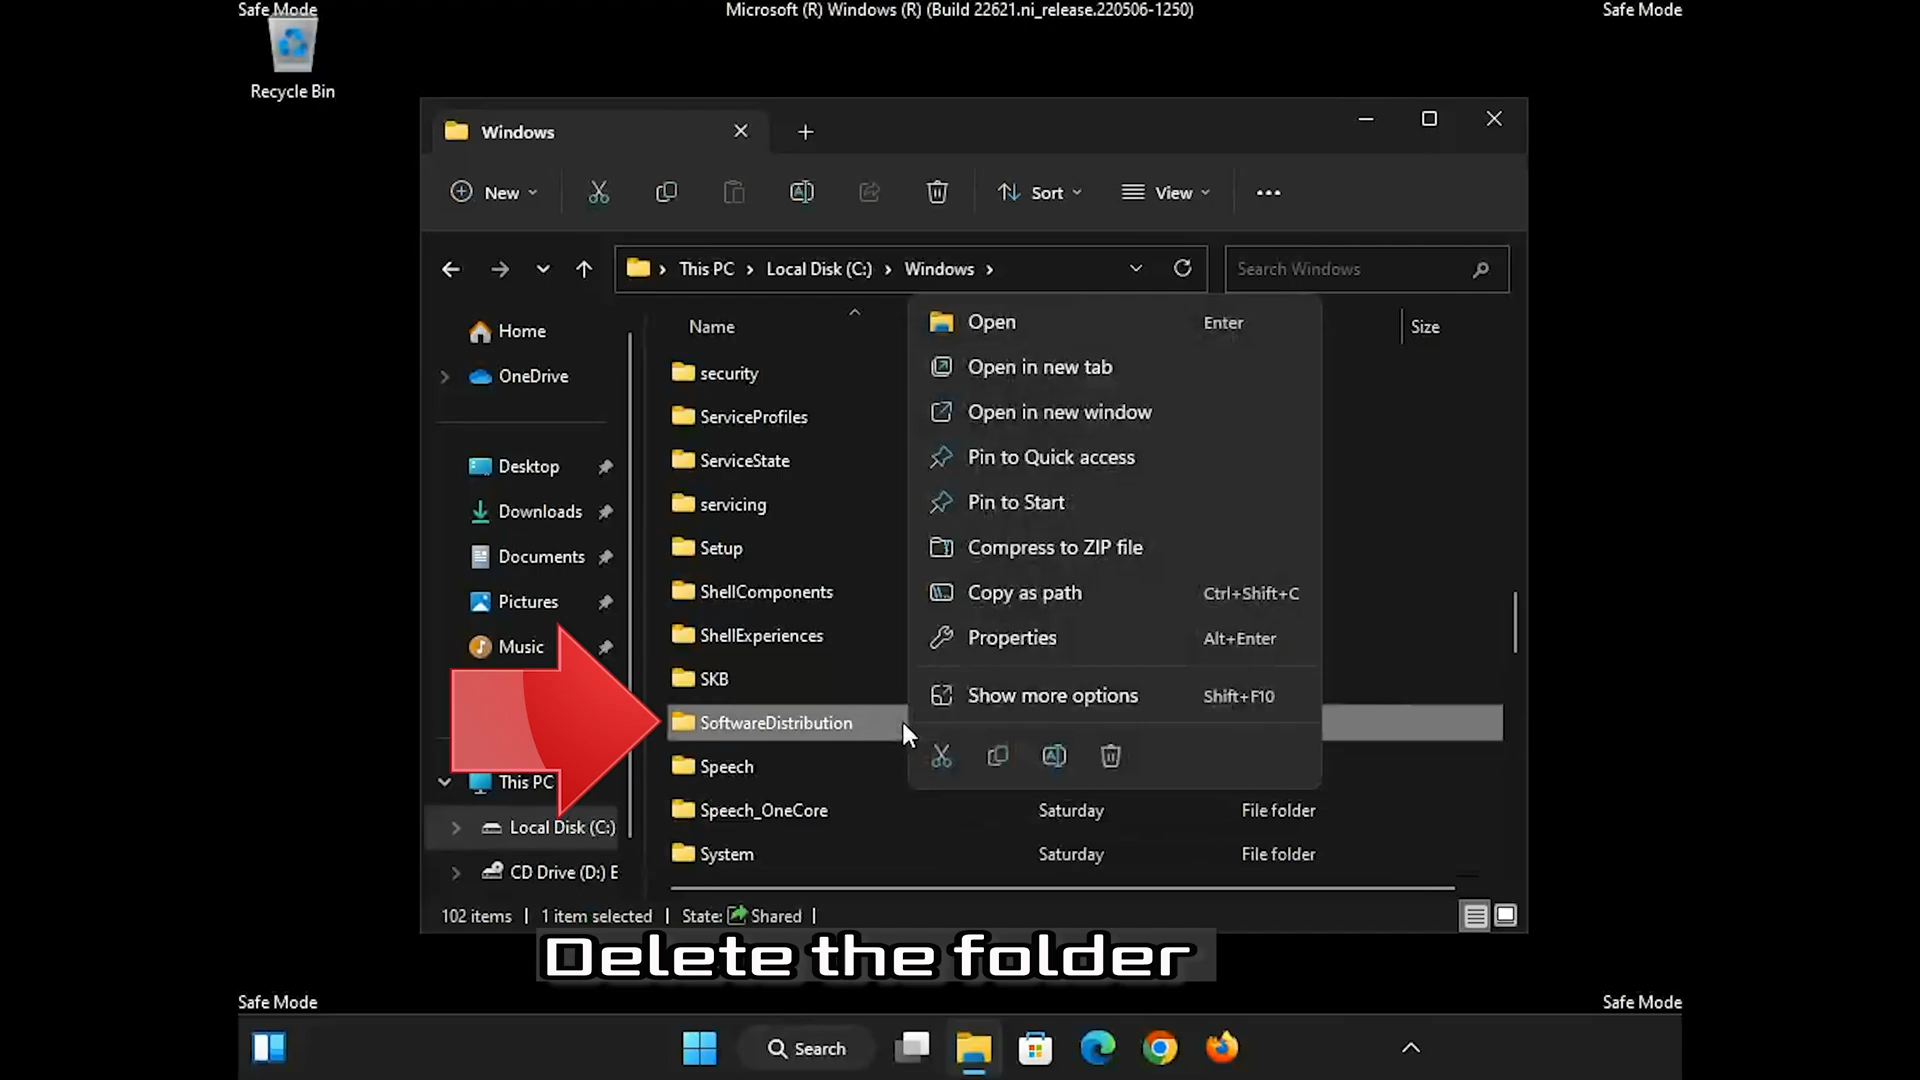 Safe Mode
Microsoft (R) Windows (R) (Build 22621.ni_release.220506-1250)
Safe Mode
Recycle Bin
Windows
New
Sort
View
This PC
Local Disk (C:)
Windows
Search Windows
Name
Size
Home
OneDrive
Desktop
Downloads
Documents
Pictures
Music
This PC
Local Disk (C:)
CD Drive (D:) E
security
ServiceProfiles
ServiceState
servicing
Setup
ShellComponents
ShellExperiences
SKB
SoftwareDistribution
Speech
Speech_OneCore Saturday File folder
System Saturday File folder
Open Enter
Open in new tab
Open in new window
Pin to Quick access
Pin to Start
Compress to ZIP file
Copy as path Ctrl+Shift+C
Properties Alt+Enter
Show more options Shift+F10
102 items 1 item selected State: Shared
Delete the folder
Safe Mode
Safe Mode
Search